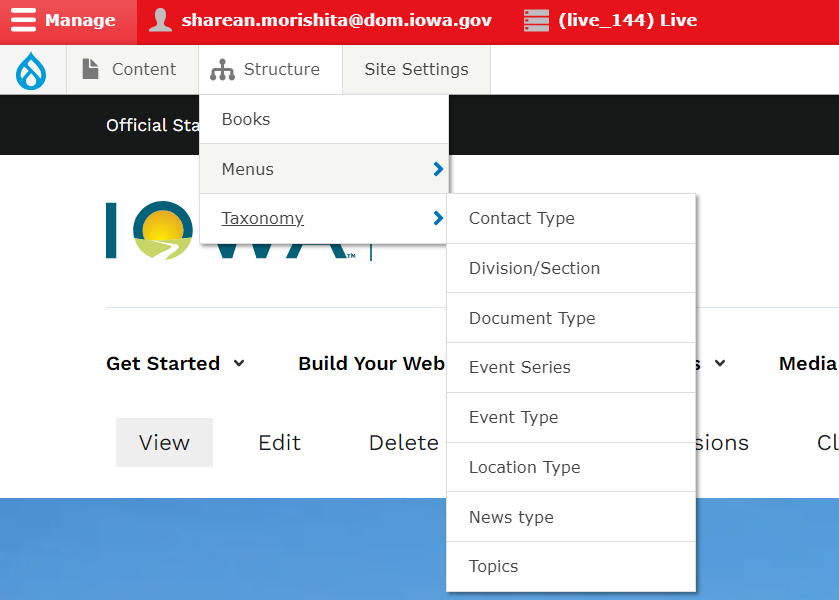 Manage sharean.morishita@dom.iowa.gov (live_144) Live
Content Structure Site Settings
Official Sta
Books
Menus
Taxonomy
IOWA™
Contact Type
Division/Section
Document Type
Event Series
Event Type
Location Type
News type
Topics
Get Started Build Your Web s Media
View Edit Delete sions Cl